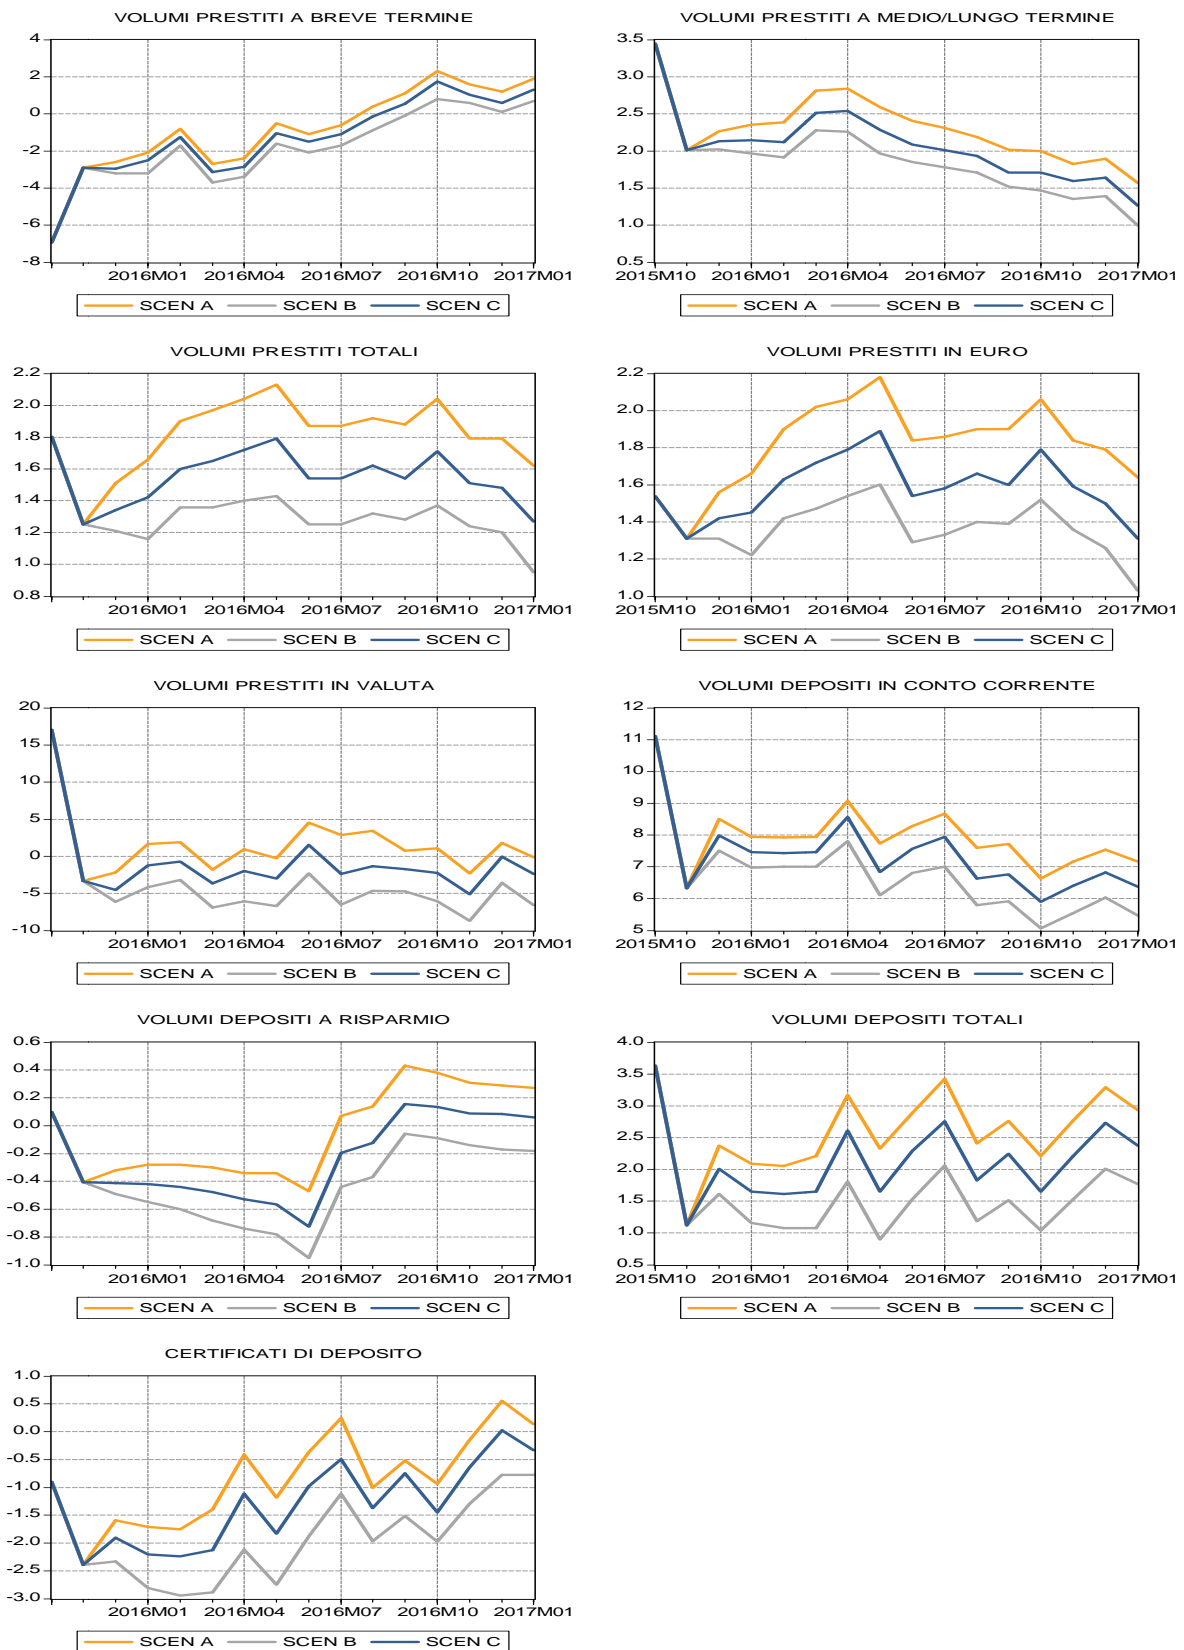 VOLUMI PRESTITI A BREVE TERMINE
4
2
0
-2
-4
-6
-8
2016M01 2016M04 2016M07 2016M10 2017M01
SCEN A SCEN B SCEN C
VOLUMI PRESTITI A MEDIO/LUNGO TERMINE
3.5
3.0
2.5
2.0
1.5
1.0
0.5
2015M10 2016M01 2016M04 2016M07 2016M10 2017M01
SCEN A SCEN B SCEN C
VOLUMI PRESTITI TOTALI
2.2
2.0
1.8
1.6
1.4
1.2
1.0
0.8
2016M01 2016M04 2016M07 2016M10 2017M01
SCEN A SCEN B SCEN C
VOLUMI PRESTITI IN EURO
2.2
2.0
1.8
1.6
1.4
1.2
1.0
2015M10 2016M01 2016M04 2016M07 2016M10 2017M01
SCEN A SCEN B SCEN C
VOLUMI PRESTITI IN VALUTA
20
15
10
5
0
-5
-10
2016M01 2016M04 2016M07 2016M10 2017M01
SCEN A SCEN B SCEN C
VOLUMI DEPOSITI IN CONTO CORRENTE
12
11
10
9
8
7
6
5
2015M10 2016M01 2016M04 2016M07 2016M10 2017M01
SCEN A SCEN B SCEN C
VOLUMI DEPOSITI A RISPARMIO
0.6
0.4
0.2
0.0
-0.2
-0.4
-0.6
-0.8
-1.0
2016M01 2016M04 2016M07 2016M10 2017M01
SCEN A SCEN B SCEN C
VOLUMI DEPOSITI TOTALI
4.0
3.5
3.0
2.5
2.0
1.5
1.0
0.5
2015M10 2016M01 2016M04 2016M07 2016M10 2017M01
SCEN A SCEN B SCEN C
CERTIFICATI DI DEPOSITO
1.0
0.5
0.0
-0.5
-1.0
-1.5
-2.0
-2.5
-3.0
2016M01 2016M04 2016M07 2016M10 2017M01
SCEN A SCEN B SCEN C